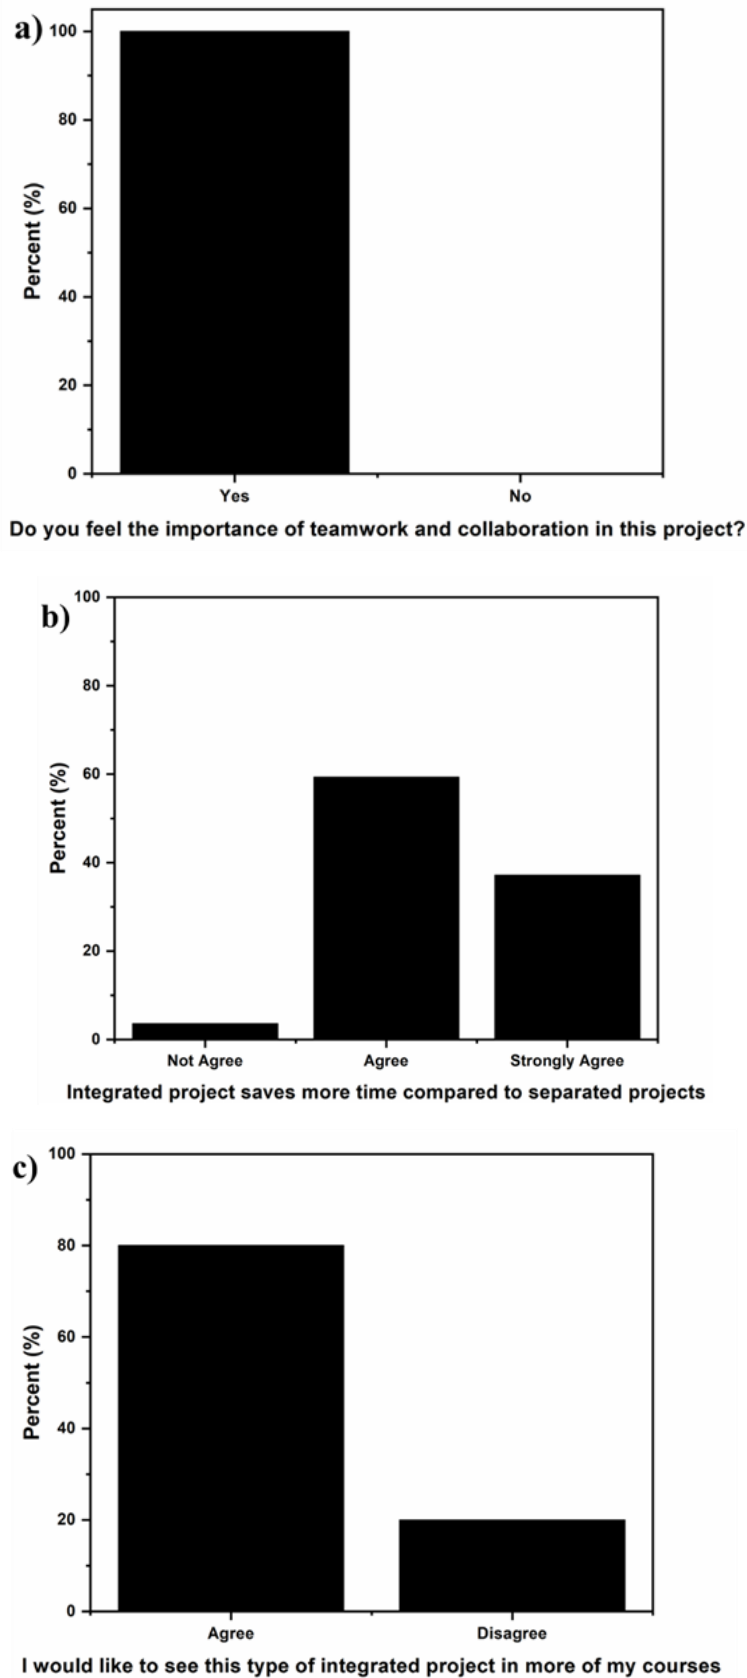 a)
100
80
60
40
20
0
Percent (%)
Yes No
Do you feel the importance of teamwork and collaboration in this project?
b)
100
80
60
40
20
0
Percent (%)
Not Agree Agree Strongly Agree
Integrated project saves more time compared to separated projects
c)
100
80
60
40
20
0
Percent (%)
Agree Disagree
I would like to see this type of integrated project in more of my courses